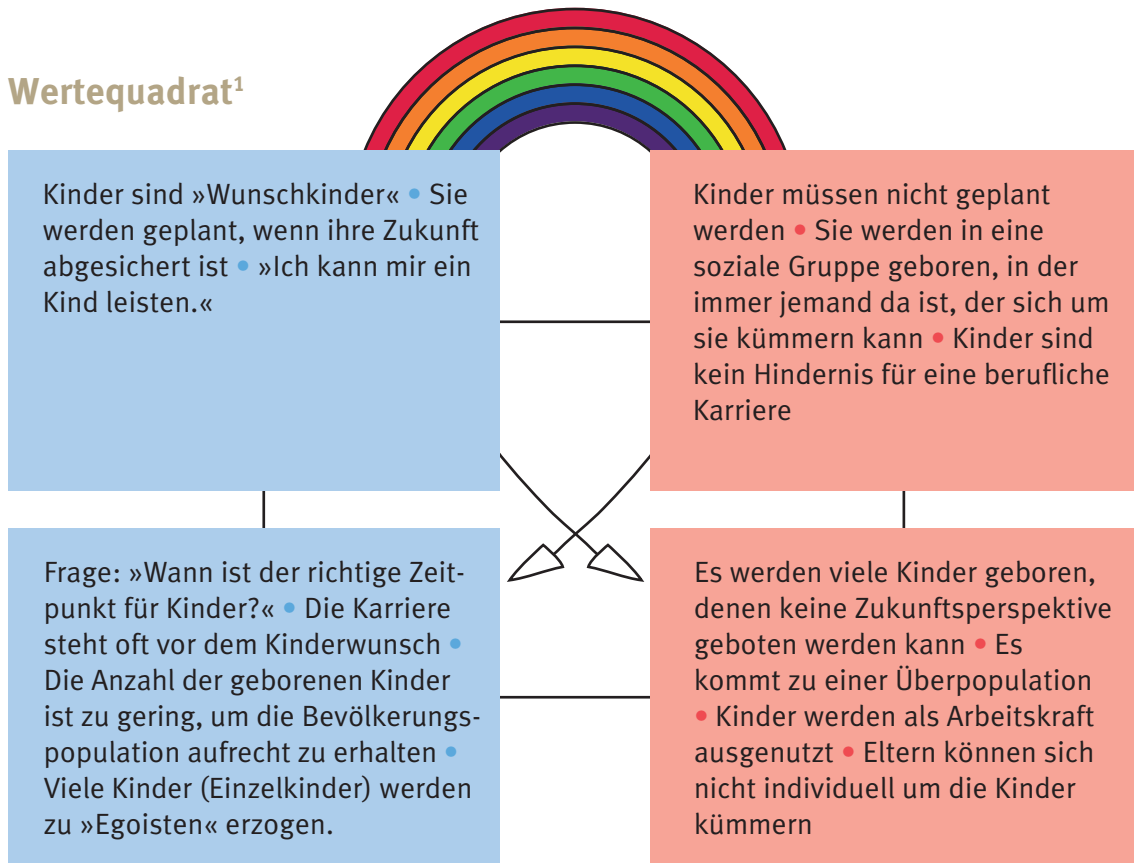 Wertequadrat¹
Kinder sind »Wunschkinder« • Sie
werden geplant, wenn ihre Zukunft
abgesichert ist • »Ich kann mir ein
Kind leisten.«
Kinder müssen nicht geplant
werden • Sie werden in eine
soziale Gruppe geboren, in der
immer jemand da ist, der sich um
sie kümmern kann • Kinder sind
kein Hindernis für eine berufliche
Karriere
Frage: »Wann ist der richtige Zeit-
punkt für Kinder?« • Die Karriere
steht oft vor dem Kinderwunsch •
Die Anzahl der geborenen Kinder
ist zu gering, um die Bevölkerungs-
population aufrecht zu erhalten •
Viele Kinder (Einzelkinder) werden
zu »Egoisten« erzogen.
Es werden viele Kinder geboren,
denen keine Zukunftsperspektive
geboten werden kann • Es
kommt zu einer Überpopulation
• Kinder werden als Arbeitskraft
ausgenutzt • Eltern können sich
nicht individuell um die Kinder
kümmern